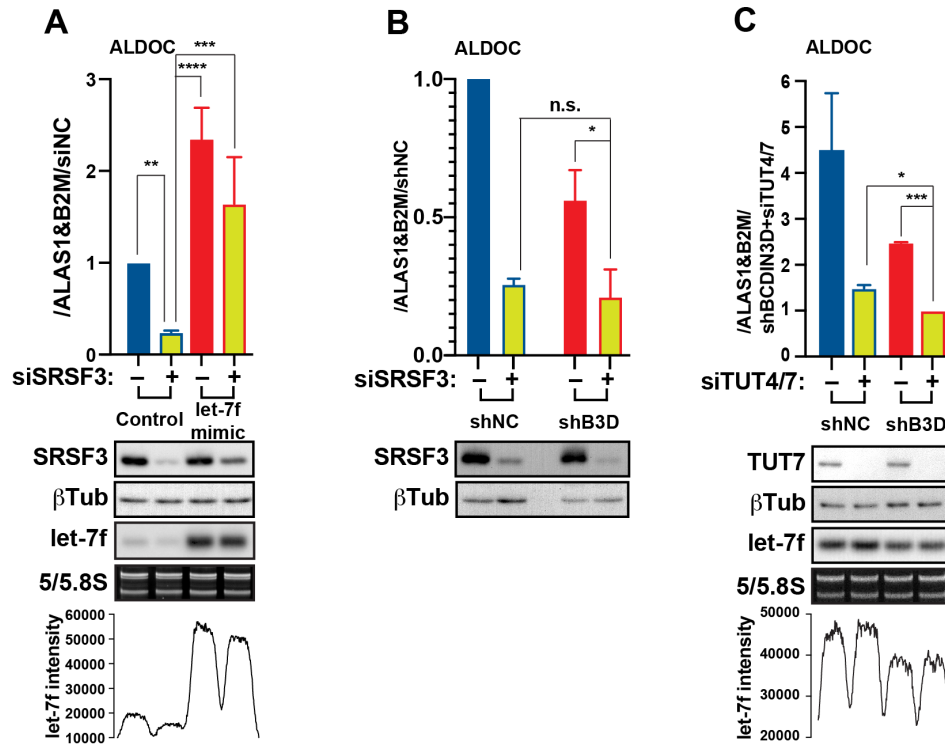 A
ALDOC
***
****
**
3
2
1
0
/ALAS1&B2M/siNC
siSRSF3: – + – +
Control let-7f mimic
SRSF3
βTub
let-7f
5/5.8S
60000
50000
40000
30000
20000
10000
let-7f intensity
B
ALDOC
n.s.
*
1.0
0.5
0.0
/ALAS1&B2M/shNC
siSRSF3: – + – +
shNC shB3D
SRSF3
βTub
C
ALDOC
*
***
6
5
4
3
2
1
0
/ALAS1&B2M/
shBCDIN3D+siTUT4/7
siTUT4/7: – + – +
shNC shB3D
TUT7
βTub
let-7f
5/5.8S
50000
40000
30000
20000
let-7f intensity